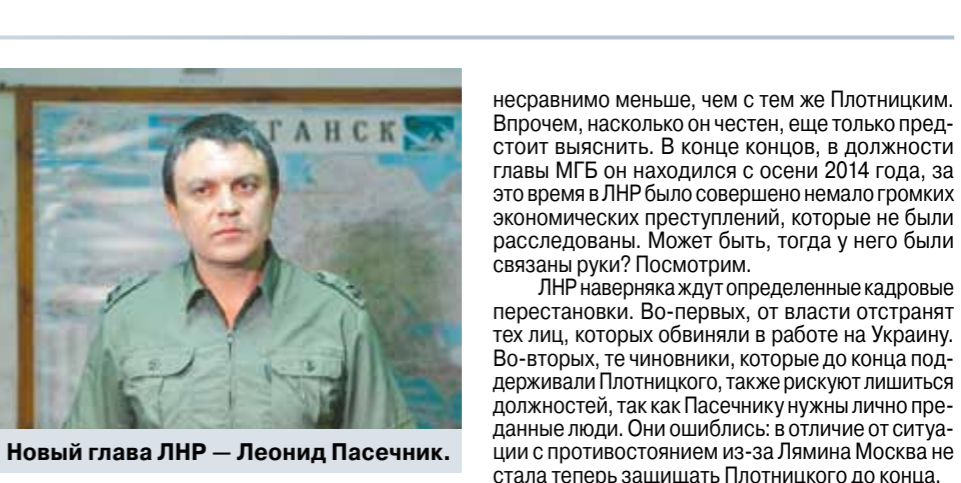 ГАНСК
Новый глава ЛНР — Леонид Пасечник.
несравнимо меньше, чем с тем же Плотницким.
Впрочем, насколько он честен, еще только пред-
стоит выяснить. В конце концов, в должности
главы МГБ он находился с осени 2014 года, за
это время в ЛНР было совершено немало громких
экономических преступлений, которые не были
расследованы. Может быть, тогда у него были
связаны руки? Посмотрим.
ЛНР наверняка ждут определенные кадровые
перестановки. Во-первых, от власти отстранят
тех лиц, которых обвиняли в работе на Украину.
Во-вторых, те чиновники, которые до конца под-
держивали Плотницкого, также рискуют лишиться
должностей, так как Пасечнику нужны лично пре-
данные люди. Они ошиблись: в отличие от ситуа-
ции с противостоянием из-за Лямина Москва не
стала теперь защищать Плотницкого до конца.